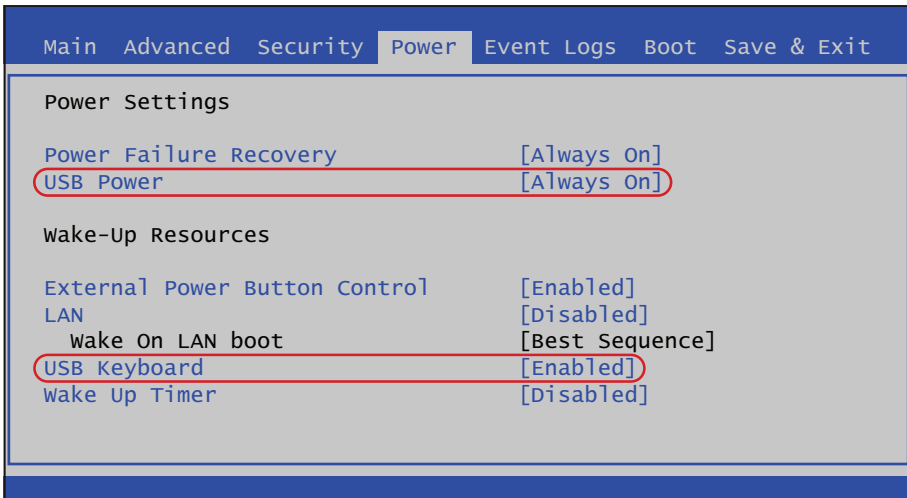 Main Advanced Security Power Event Logs Boot Save & Exit
Power Settings
Power Failure Recovery [Always On]
USB Power [Always On]
Wake-Up Resources
External Power Button Control [Enabled]
LAN [Disabled]
Wake On LAN boot [Best Sequence]
USB Keyboard [Enabled]
Wake Up Timer [Disabled]